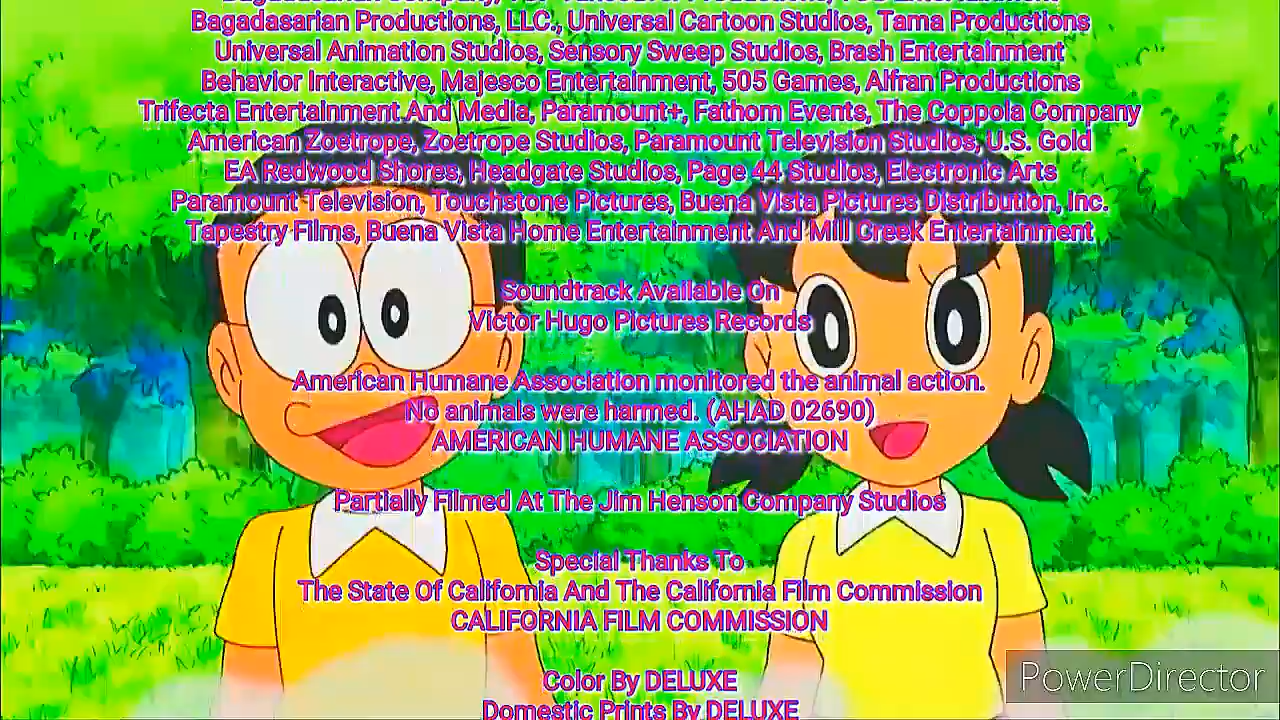 Bagadasarian Productions, LLC., Universal Cartoon Studios, Tama Productions
Universal Animation Studios, Sensory Sweep Studios, Brash Entertainment
Behavior Interactive, Majesco Entertainment, 505 Games, Alfran Productions
Trifecta Entertainment And Media, Paramount+, Fathom Events, The Coppola Company
American Zoetrope, Zoetrope Studios, Paramount Television Studios, U.S. Gold
EA Redwood Shores, Headgate Studios, Page 44 Studios, Electronic Arts
Paramount Television, Touchstone Pictures, Buena Vista Pictures Distribution, Inc.
Tapestry Films, Buena Vista Home Entertainment And Mill Creek Entertainment
Soundtrack Available On
Victor Hugo Pictures Records
American Humane Association monitored the animal action.
No animals were harmed. (AHAD 02690)
AMERICAN HUMANE ASSOCIATION
Partially Filmed At The Jim Henson Company Studios
Special Thanks To
The State Of California And The California Film Commission
CALIFORNIA FILM COMMISSION
Color By DELUXE
Domestic Prints By DELUXE
PowerDirector